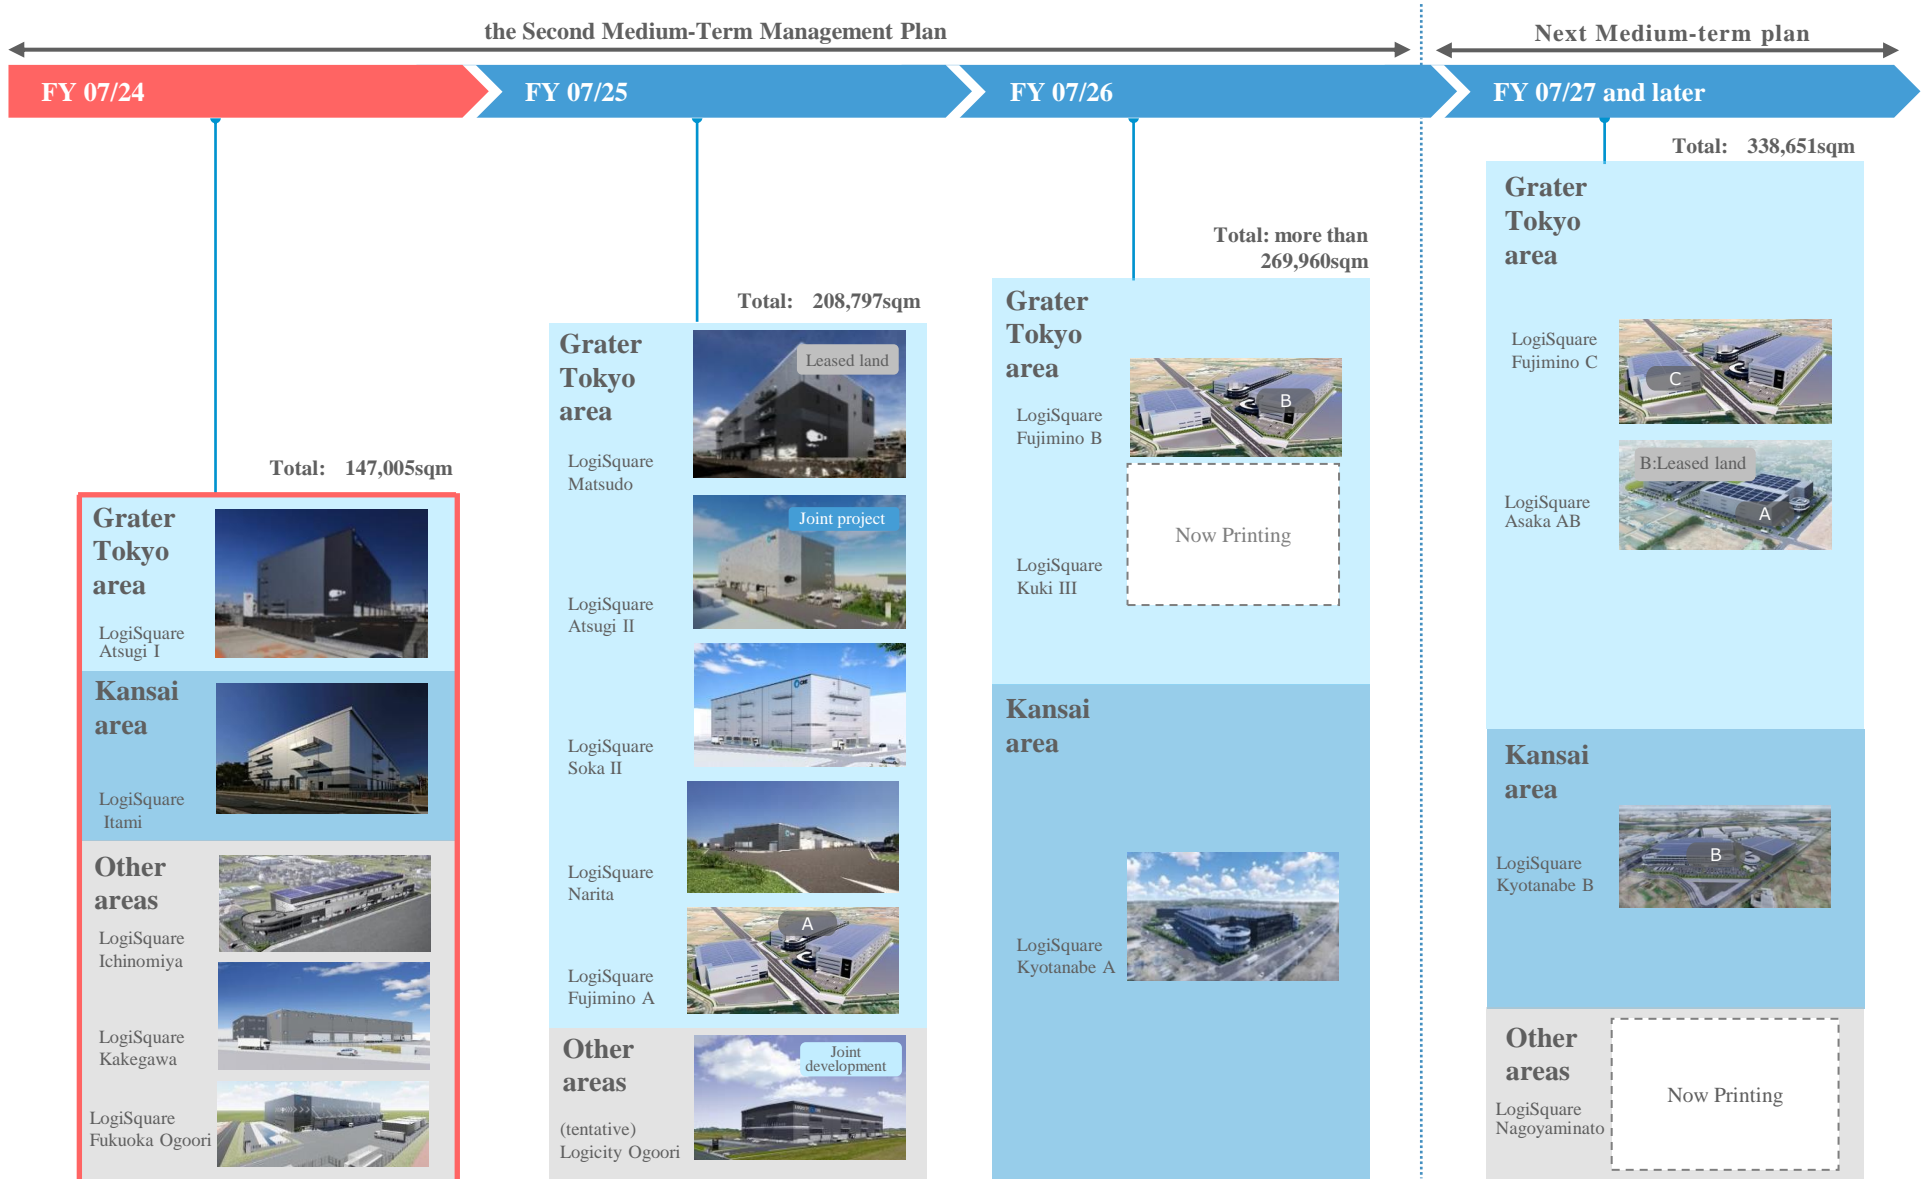 the Second Medium-Term Management Plan
Next Medium-term plan
FY 07/24
FY 07/25
FY 07/26
FY 07/27 and later
Total: 147,005sqm
Grater
Tokyo
area
LogiSquare
Atsugi I
Kansai
area
LogiSquare
Itami
Other
areas
LogiSquare
Ichinomiya
LogiSquare
Kakegawa
LogiSquare
Fukuoka Ogoori
Total: 208,797sqm
Grater
Tokyo
area
Leased land
LogiSquare
Matsudo
Joint project
LogiSquare
Atsugi II
LogiSquare
Soka II
LogiSquare
Narita
A
LogiSquare
Fujimino A
Other
areas
Joint
development
(tentative)
Logicity Ogoori
Total: more than
269,960sqm
Grater
Tokyo
area
B
LogiSquare
Fujimino B
Now Printing
LogiSquare
Kuki III
Kansai
area
LogiSquare
Kyotanabe A
Total: 338,651sqm
Grater
Tokyo
area
LogiSquare
Fujimino C
C
B:Leased land
LogiSquare
Asaka AB
A
Kansai
area
B
LogiSquare
Kyotanabe B
Other
areas
LogiSquare
Nagoyaminato
Now Printing